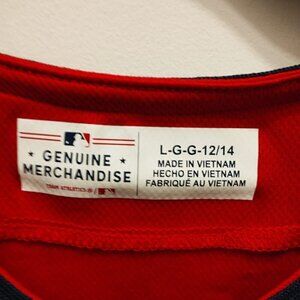 GENUINE
MERCHANDISE
L-G-G-12/14
MADE IN VIETNAM
HECHO EN VIETNAM
FABRIQUÉ AU VIETNAM